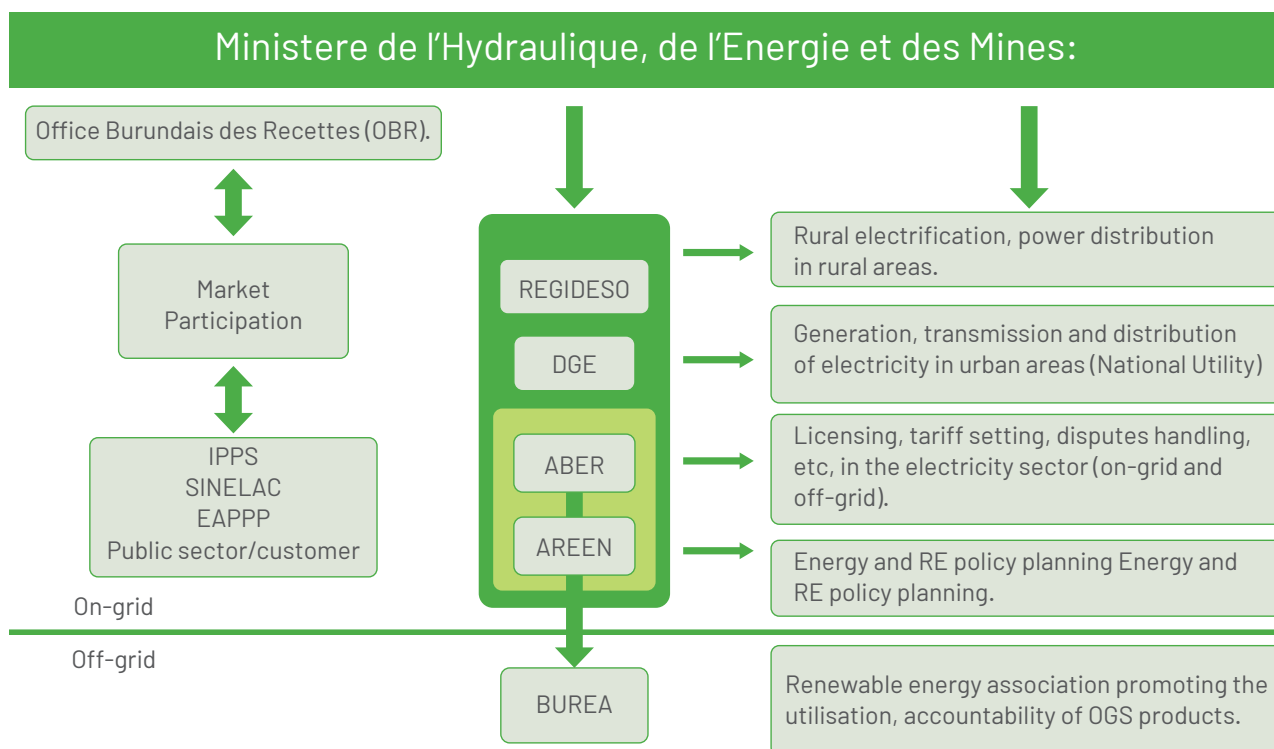 Ministere de l’Hydraulique, de l’Energie et des Mines:
Office Burundais des Recettes (OBR).
Market
Participation
IPPS
SINELAC
EAPPP
Public sector/customer
On-grid
Off-grid
REGIDESO
DGE
ABER
AREEN
BUREA
Rural electrification, power distribution
in rural areas.
Generation, transmission and distribution
of electricity in urban areas (National Utility)
Licensing, tariff setting, disputes handling,
etc, in the electricity sector (on-grid and
off-grid).
Energy and RE policy planning Energy and
RE policy planning.
Renewable energy association promoting the
utilisation, accountability of OGS products.